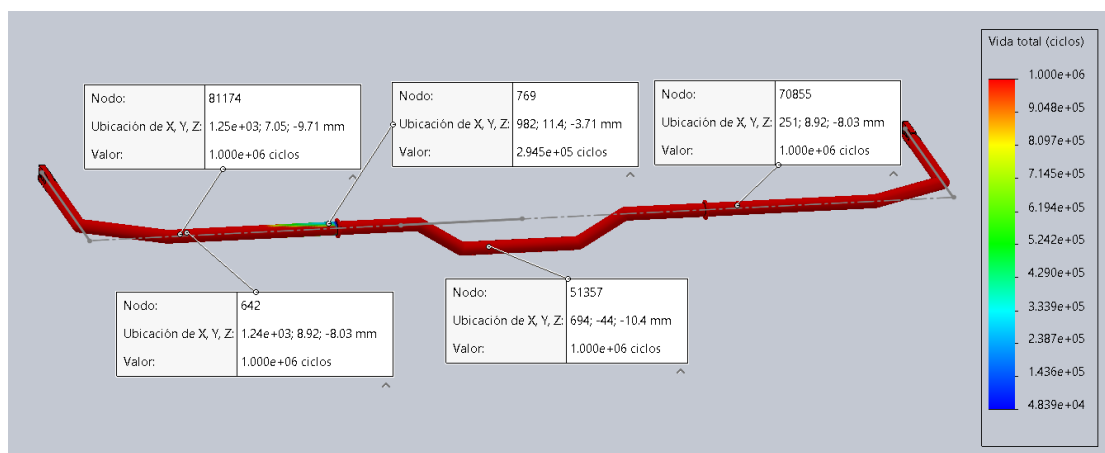 Vida total (ciclos)
1.000e+06
9.048e+05
8.097e+05
7.145e+05
6.194e+05
5.242e+05
4.290e+05
3.339e+05
2.387e+05
1.436e+05
4.839e+04
Nodo: 81174
Ubicación de X, Y, Z: 1.25e+03; 7.05; -9.71 mm
Valor: 1.000e+06 ciclos
Nodo: 769
Ubicación de X, Y, Z: 982; 11.4; -3.71 mm
Valor: 2.945e+05 ciclos
Nodo: 70855
Ubicación de X, Y, Z: 251; 8.92; -8.03 mm
Valor: 1.000e+06 ciclos
Nodo: 642
Ubicación de X, Y, Z: 1.24e+03; 8.92; -8.03 mm
Valor: 1.000e+06 ciclos
Nodo: 51357
Ubicación de X, Y, Z: 694; -44; -10.4 mm
Valor: 1.000e+06 ciclos